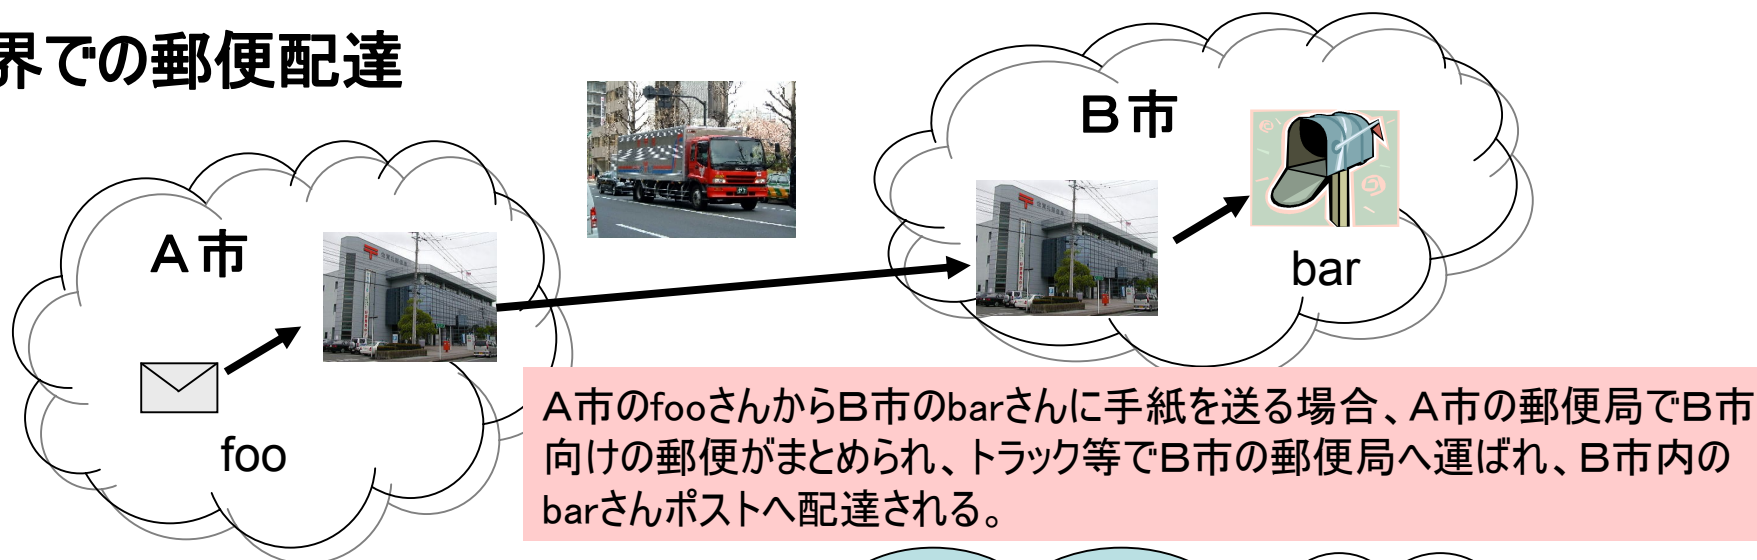 界での郵便配達
B市
A市
bar
foo
A市のfooさんからB市のbarさんに手紙を送る場合、A市の郵便局でB市
向けの郵便がまとめられ、トラック等でB市の郵便局へ運ばれ、B市内の
barさんポストへ配達される。